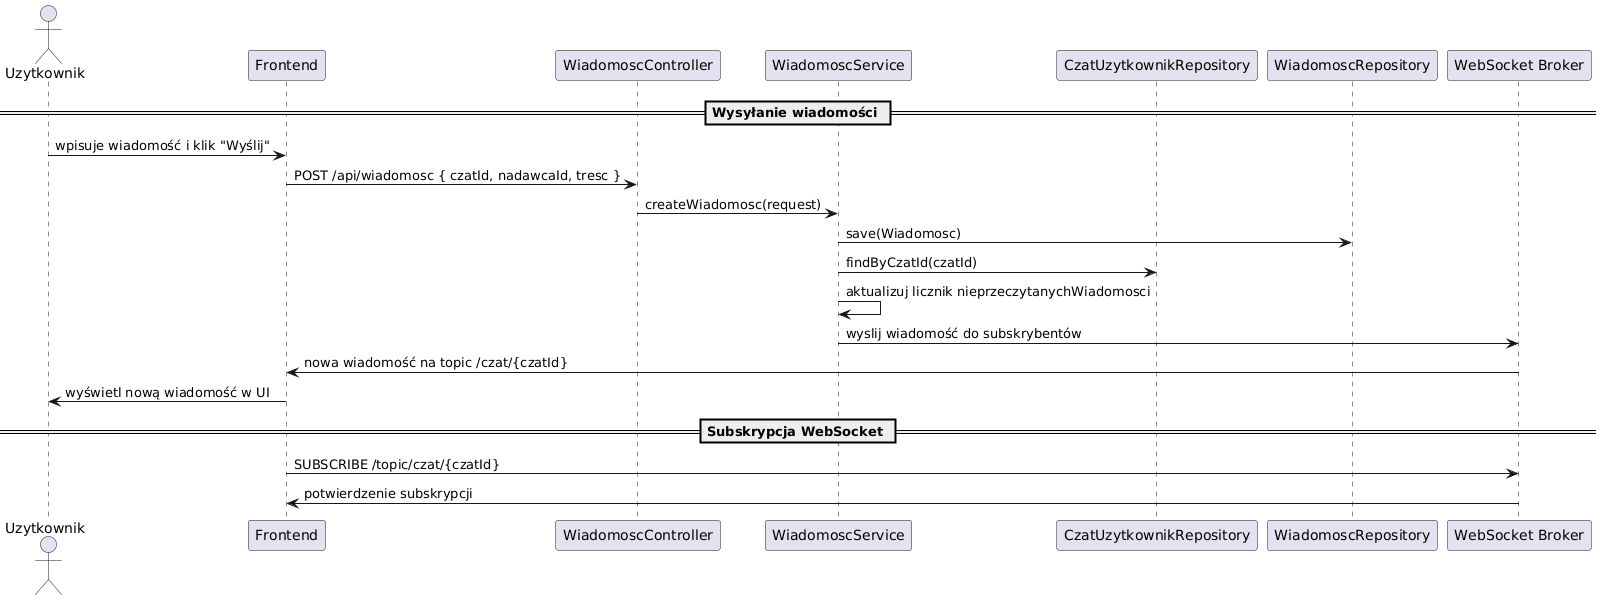 Uzytkownik
Frontend
WiadomoscController
WiadomoscService
CzatUzytkownikRepository
WiadomoscRepository
WebSocket Broker
Wysyłanie wiadomości
wpisuje wiadomość i klik "Wyślij"
POST /api/wiadomosc { czatId, nadawcaId, tresc }
createWiadomosc(request)
save(Wiadomosc)
findByCzatId(czatId)
aktualizuj licznik nieprzeczytanychWiadomosci
wyslij wiadomość do subskrybentów
nowa wiadomość na topic /czat/{czatId}
wyświetl nową wiadomość w UI
Subskrypcja WebSocket
SUBSCRIBE /topic/czat/{czatId}
potwierdzenie subskrypcji
Uzytkownik
Frontend
WiadomoscController
WiadomoscService
CzatUzytkownikRepository
WiadomoscRepository
WebSocket Broker